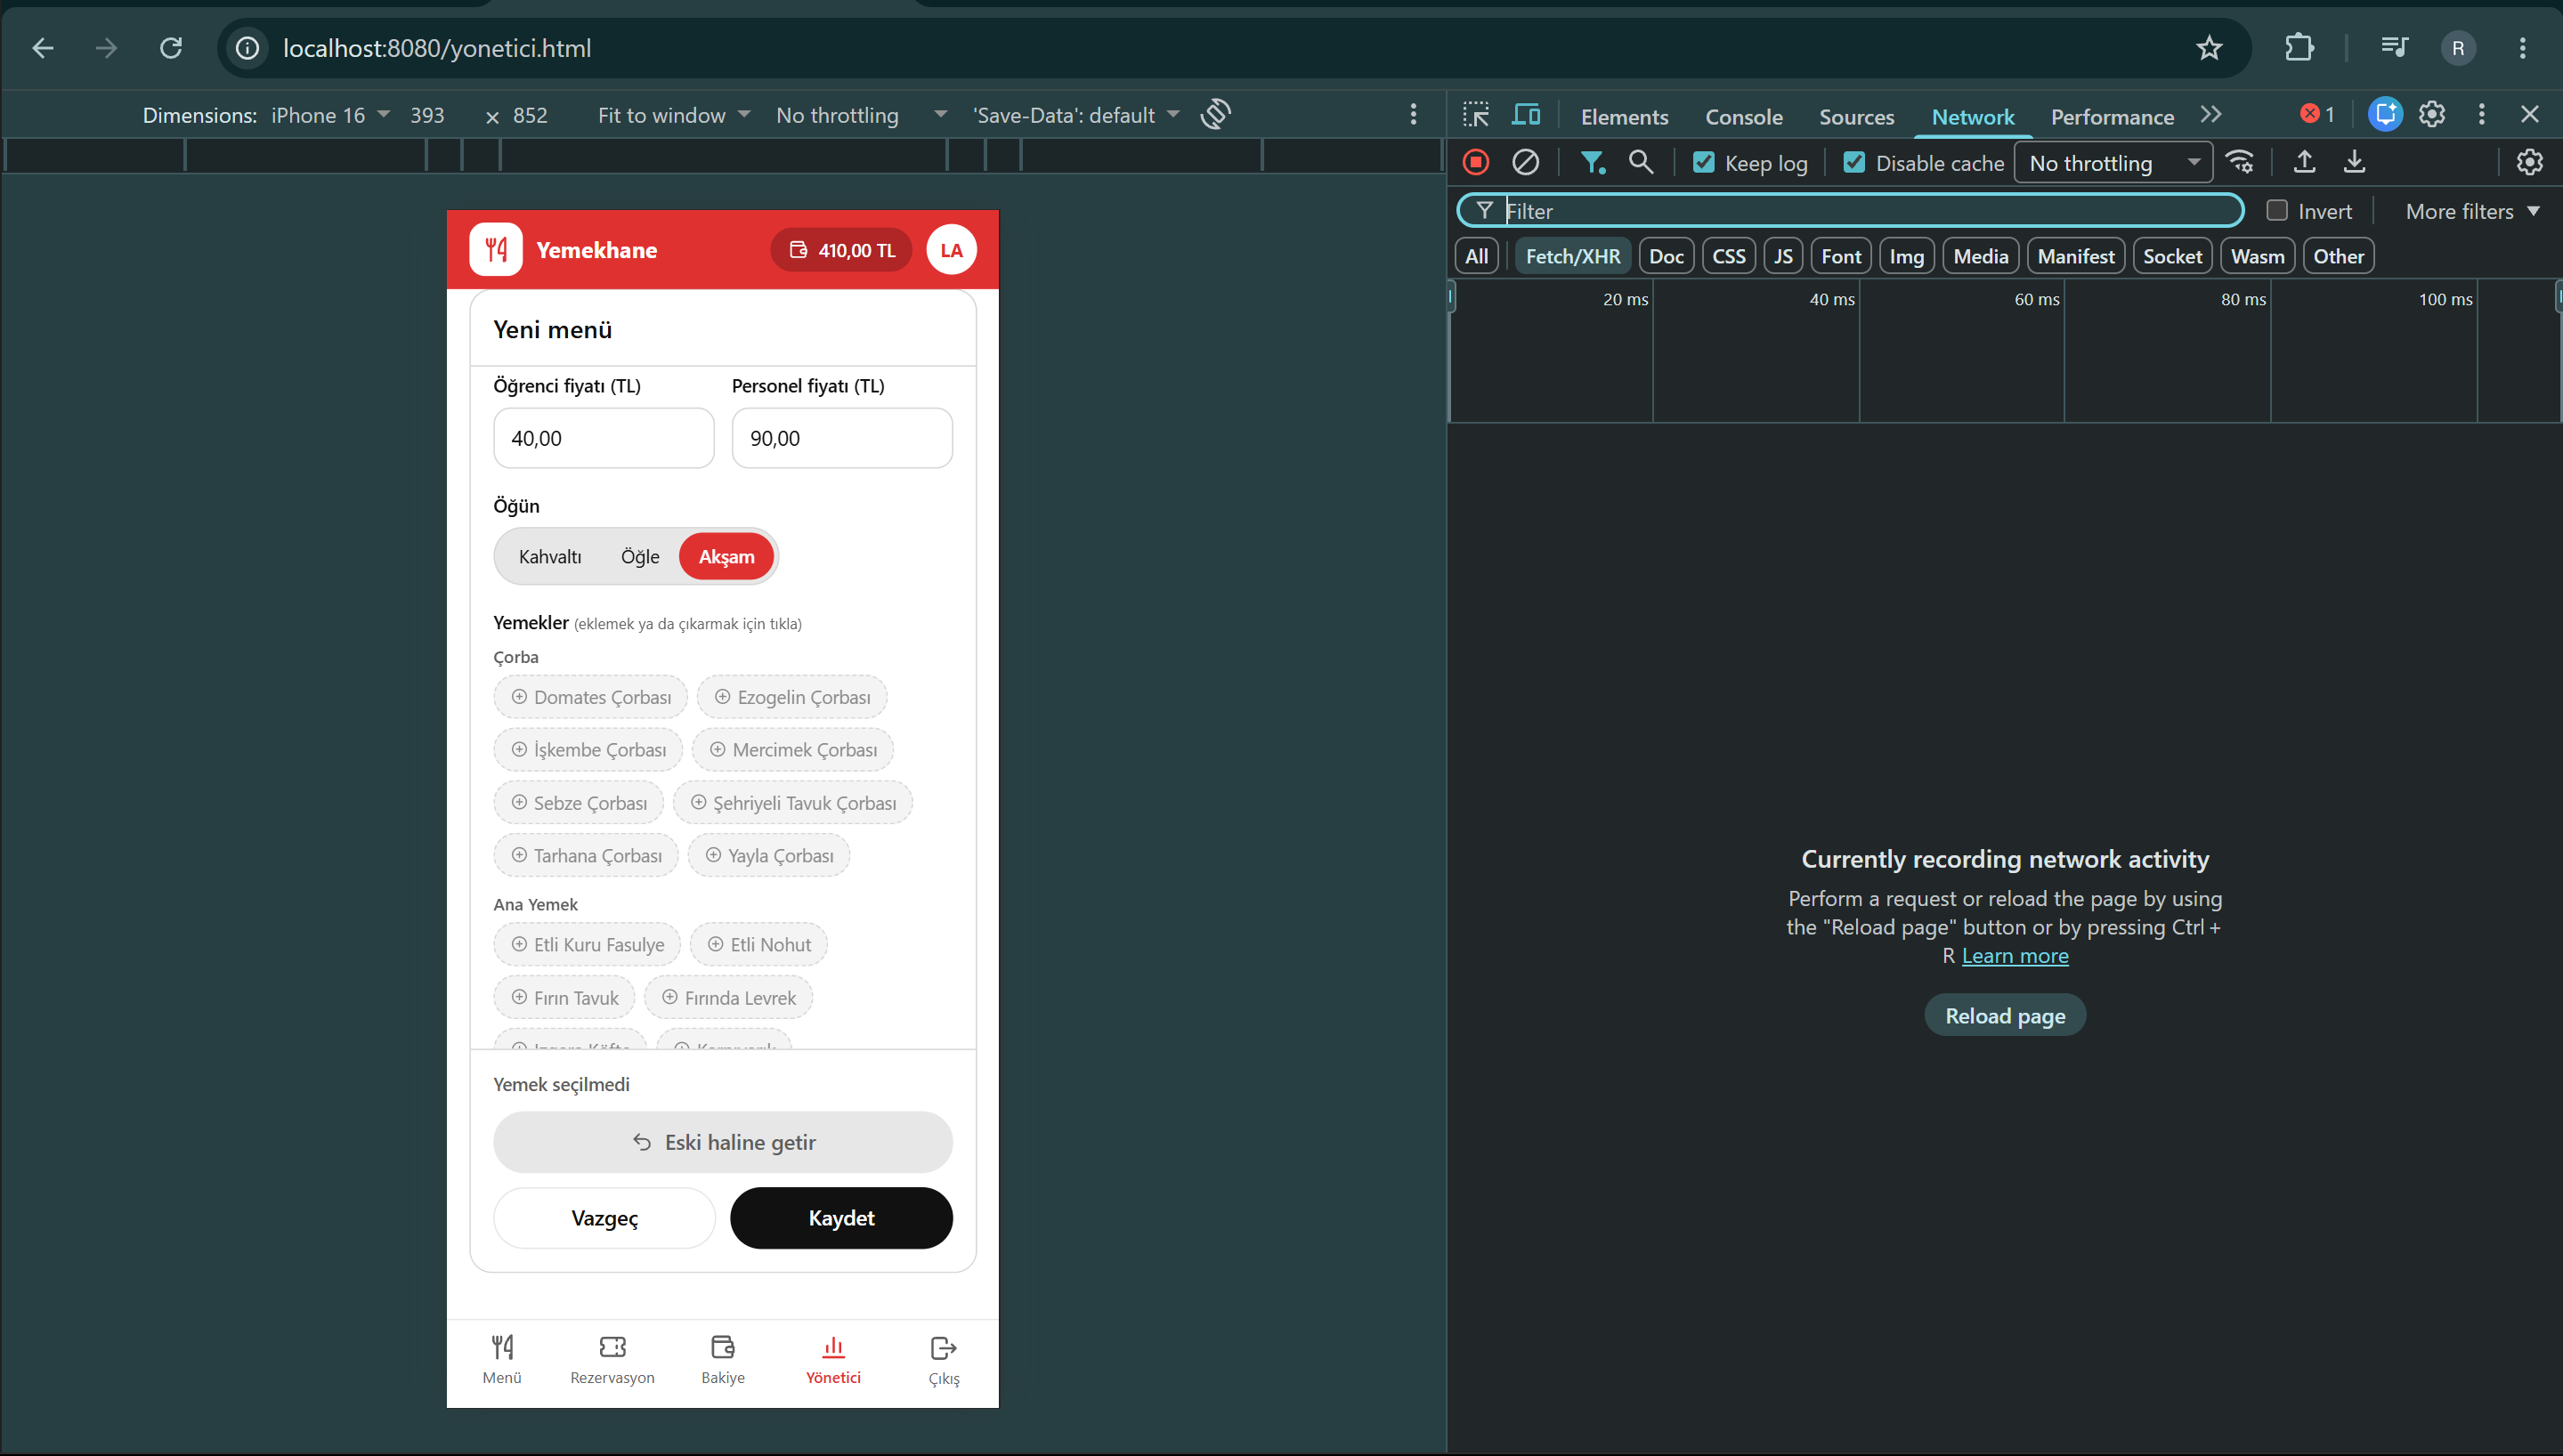 localhost:8080/yonetici.html
R
Dimensions: iPhone 16 393 × 852 Fit to window No throttling 'Save-Data': default
Elements Console Sources Network Performance 1
Keep log Disable cache No throttling
Filter Invert More filters
All Fetch/XHR Doc CSS JS Font Img Media Manifest Socket Wasm Other
20 ms 40 ms 60 ms 80 ms 100 ms
Yemekhane 410,00 TL LA
Yeni menü
Öğrenci fiyatı (TL) Personel fiyatı (TL)
40,00 90,00
Öğün
Kahvaltı Öğle Akşam
Yemekler (eklemek ya da çıkarmak için tıkla)
Çorba
Domates Çorbası Ezogelin Çorbası
İşkembe Çorbası Mercimek Çorbası
Sebze Çorbası Şehriyeli Tavuk Çorbası
Tarhana Çorbası Yayla Çorbası
Ana Yemek
Etli Kuru Fasulye Etli Nohut
Fırın Tavuk Fırında Levrek
Yemek seçilmedi
Eski haline getir
Vazgeç Kaydet
Menü Rezervasyon Bakiye Yönetici Çıkış
Currently recording network activity
Perform a request or reload the page by using
the "Reload page" button or by pressing Ctrl +
R Learn more
Reload page